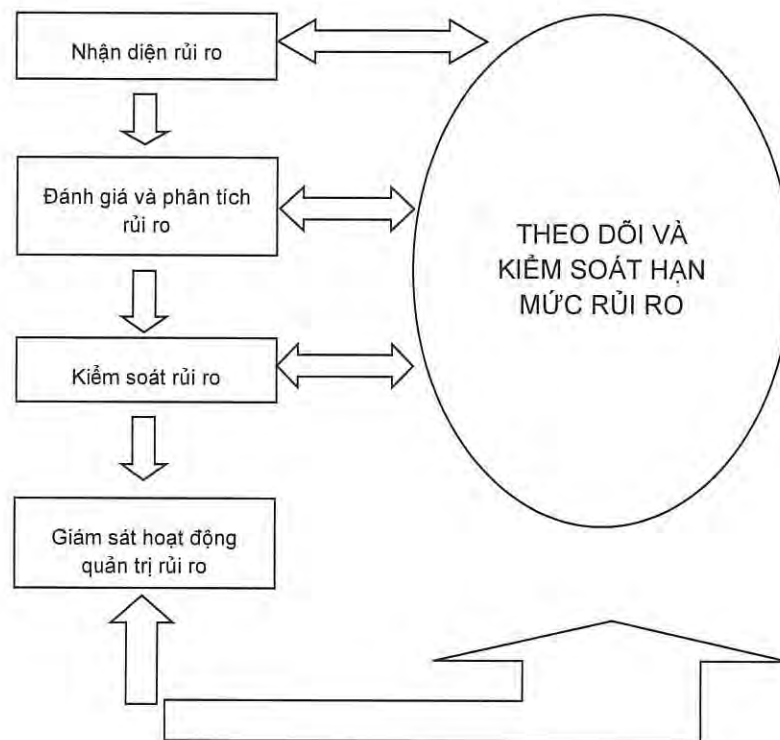 Nhận diện rủi ro
Đánh giá và phân tích
rủi ro
Kiểm soát rủi ro
Giám sát hoạt động
quản trị rủi ro
THEO DÕI VÀ
KIỂM SOÁT HẠN
MỨC RỦI RO